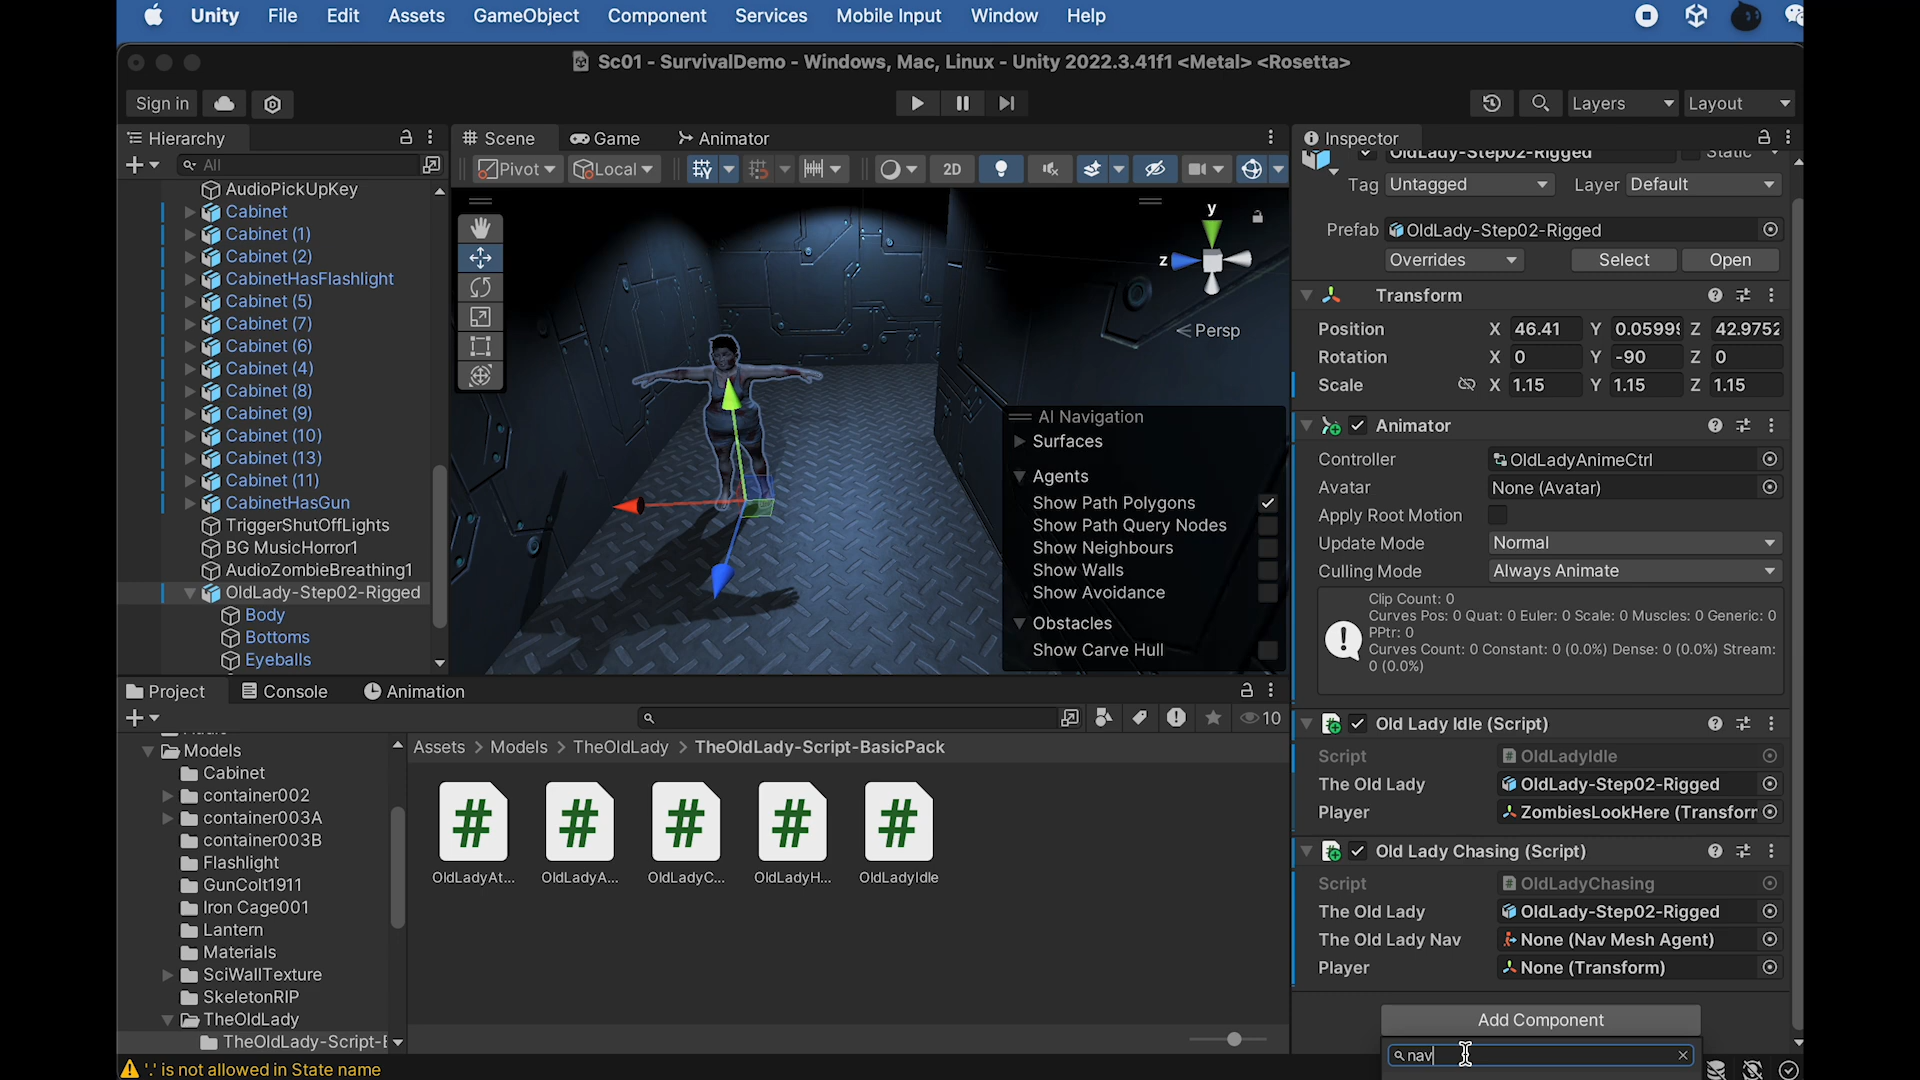 Unity File Edit Assets GameObject Component Services Mobile Input Window Help
Sc01 - SurvivalDemo - Windows, Mac, Linux - Unity 2022.3.41f1 <Metal> <Rosetta>
Sign in
Layers
Layout
Hierarchy
All
AudioPickUpKey
Cabinet
Cabinet (1)
Cabinet (2)
CabinetHasFlashlight
Cabinet (5)
Cabinet (7)
Cabinet (6)
Cabinet (4)
Cabinet (8)
Cabinet (9)
Cabinet (10)
Cabinet (13)
Cabinet (11)
CabinetHasGun
TriggerShutOffLights
BG MusicHorror1
AudioZombieBreathing1
OldLady-Step02-Rigged
Body
Bottoms
Eyeballs
Scene Game Animator
Pivot Local 2D
y
z
Persp
AI Navigation
Surfaces
Agents
Show Path Polygons
Show Path Query Nodes
Show Neighbours
Show Walls
Show Avoidance
Obstacles
Show Carve Hull
Inspector
OldLady-Step02-Rigged Static
Tag Untagged Layer Default
Prefab OldLady-Step02-Rigged
Overrides Select Open
Transform
Position X 46.41 Y 0.0599 Z 42.9752
Rotation X 0 Y -90 Z 0
Scale X 1.15 Y 1.15 Z 1.15
Animator
Controller OldLadyAnimeCtrl
Avatar None (Avatar)
Apply Root Motion
Update Mode Normal
Culling Mode Always Animate
Clip Count: 0
Curves Pos: 0 Quat: 0 Euler: 0 Scale: 0 Muscles: 0 Generic: 0
PPtr: 0
Curves Count: 0 Constant: 0 (0.0%) Dense: 0 (0.0%) Stream:
0 (0.0%)
Old Lady Idle (Script)
Script OldLadyIdle
The Old Lady OldLady-Step02-Rigged
Player ZombiesLookHere (Transforr
Old Lady Chasing (Script)
Script OldLadyChasing
The Old Lady OldLady-Step02-Rigged
The Old Lady Nav None (Nav Mesh Agent)
Player None (Transform)
Add Component
nav
Project Console Animation
10
Models
Cabinet
container002
container003A
container003B
Flashlight
GunColt1911
Iron Cage001
Lantern
Materials
SciWallTexture
SkeletonRIP
TheOldLady
TheOldLady-Script-E
Assets > Models > TheOldLady > TheOldLady-Script-BasicPack
OldLadyAt... OldLadyA... OldLadyC... OldLadyH... OldLadyIdle
'.' is not allowed in State name